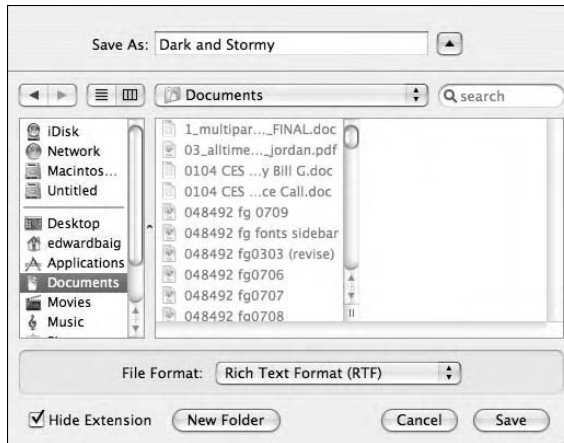 Save As: Dark and Stormy
Documents
search
iDisk
Network
Macintos...
Untitled
Desktop
edwardbaig
Applications
Documents
Movies
Music
1_multipar..._FINAL.doc
03_alltime..._jordan.pdf
0104 CES ...y Bill G.doc
0104 CES ...ce Call.doc
048492 fg 0709
048492 fg fonts sidebar
048492 fg0303 (revise)
048492 fg0706
048492 fg0707
048492 fg0708
File Format: Rich Text Format (RTF)
Hide Extension New Folder Cancel Save